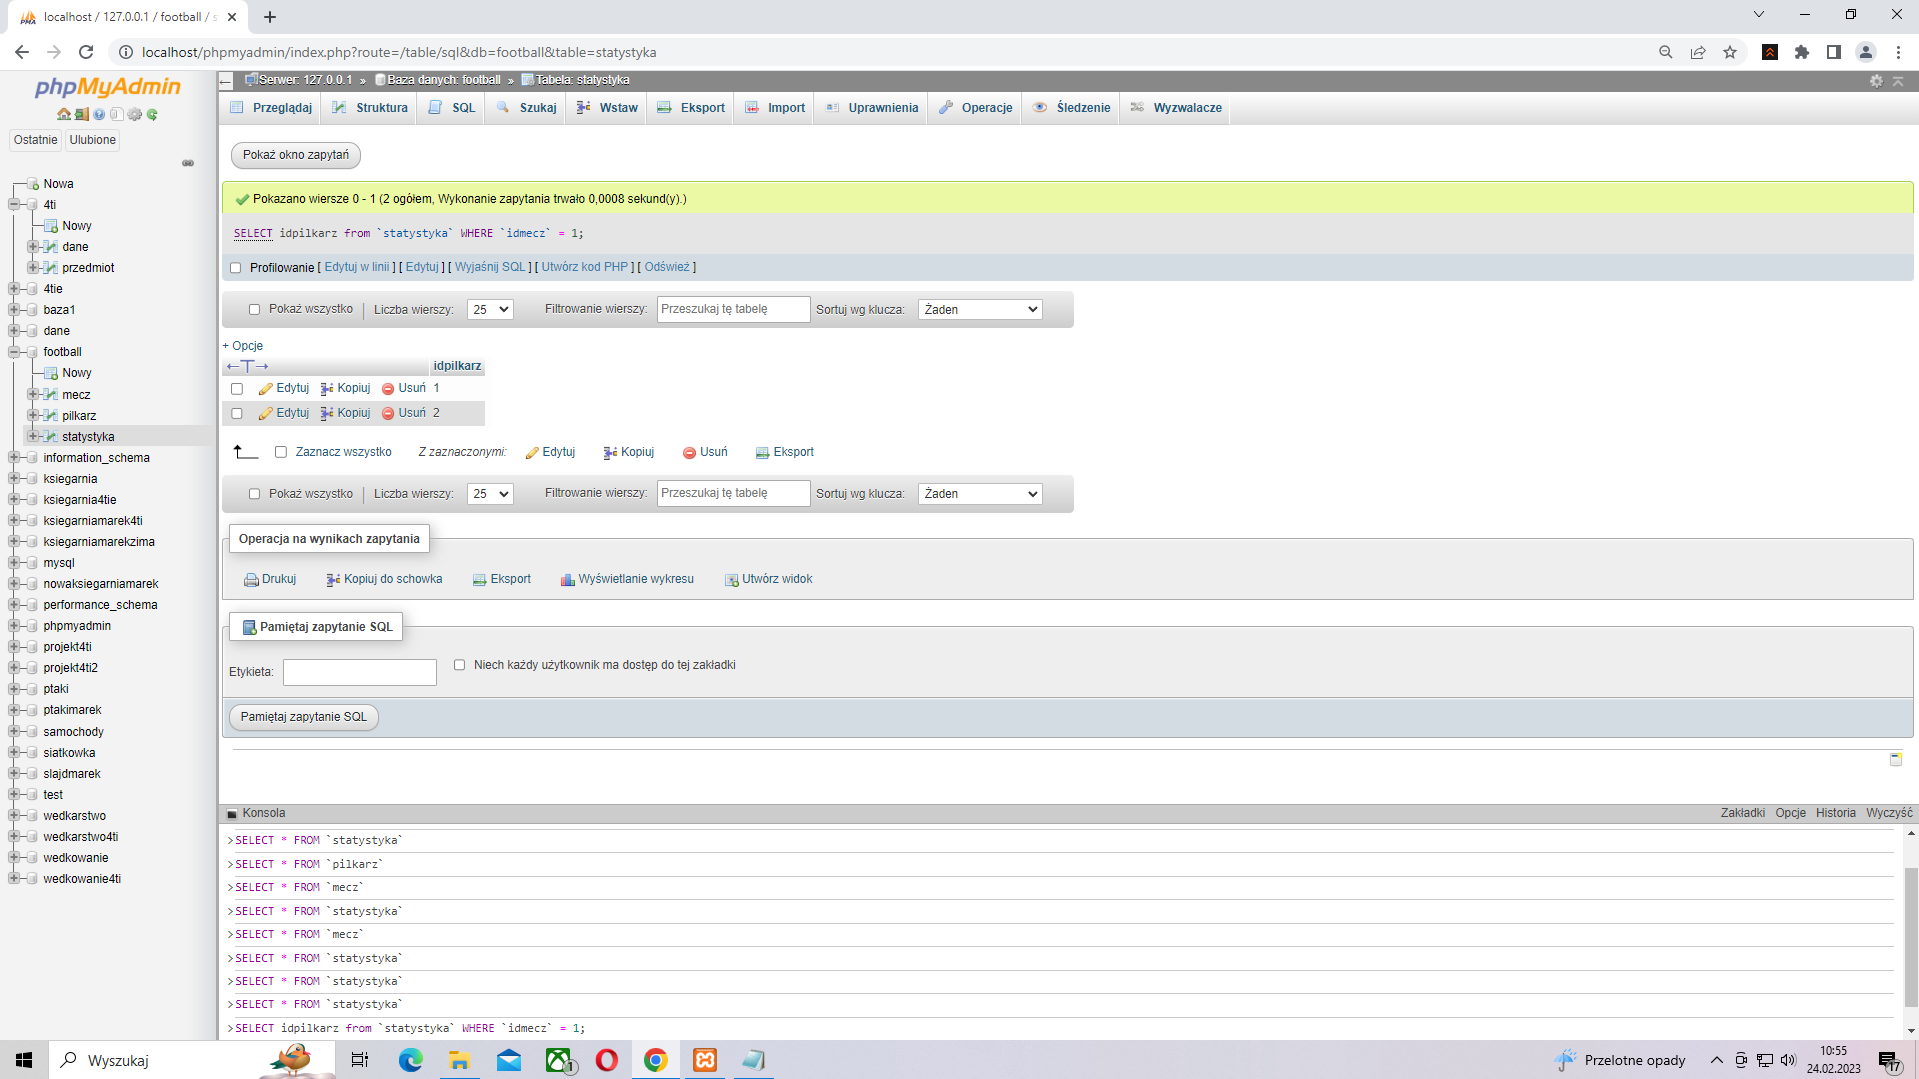 localhost / 127.0.0.1 / football / s
localhost/phpmyadmin/index.php?route=/table/sql&db=football&table=statystyka
phpMyAdmin
Ostatnie Ulubione
Nowa
4ti
Nowy
dane
przedmiot
4tie
baza1
dane
football
Nowy
mecz
pilkarz
statystyka
information_schema
ksiegarnia
ksiegarnia4tie
ksiegarniamarek4ti
ksiegarniamarekzima
mysql
nowaksiegarniamarek
performance_schema
phpmyadmin
projekt4ti
projekt4ti2
ptaki
ptakimarek
samochody
siatkowka
slajdmarek
test
wedkarstwo
wedkarstwo4ti
wedkowanie
wedkowanie4ti
Serwer: 127.0.0.1 » Baza danych: football » Tabela: statystyka
Przeglądaj Struktura SQL Szukaj Wstaw Eksport Import Uprawnienia Operacje Śledzenie Wyzwalacze
Pokaż okno zapytań
Pokazano wiersze 0 - 1 (2 ogółem, Wykonanie zapytania trwało 0,0008 sekund(y).)
SELECT idpilkarz from `statystyka` WHERE `idmecz` = 1;
Profilowanie [ Edytuj w linii ] [ Edytuj ] [ Wyjaśnij SQL ] [ Utwórz kod PHP ] [ Odśwież ]
Pokaż wszystko | Liczba wierszy: 25 Filtrowanie wierszy: Przeszukaj tę tabelę Sortuj wg klucza: Żaden
+ Opcje
←T→ idpilkarz
Edytuj Kopiuj Usuń 1
Edytuj Kopiuj Usuń 2
Zaznacz wszystko Z zaznaczonymi: Edytuj Kopiuj Usuń Eksport
Pokaż wszystko | Liczba wierszy: 25 Filtrowanie wierszy: Przeszukaj tę tabelę Sortuj wg klucza: Żaden
Operacja na wynikach zapytania
Drukuj Kopiuj do schowka Eksport Wyświetlanie wykresu Utwórz widok
Pamiętaj zapytanie SQL
Etykieta: Niech każdy użytkownik ma dostęp do tej zakładki
Pamiętaj zapytanie SQL
Konsola Zakładki Opcje Historia Wyczyść
>SELECT * FROM `statystyka`
>SELECT * FROM `pilkarz`
>SELECT * FROM `mecz`
>SELECT * FROM `statystyka`
>SELECT * FROM `mecz`
>SELECT * FROM `statystyka`
>SELECT * FROM `statystyka`
>SELECT * FROM `statystyka`
>SELECT idpilkarz from `statystyka` WHERE `idmecz` = 1;
Wyszukaj 1 Przelotne opady 10:55
24.02.2023 17